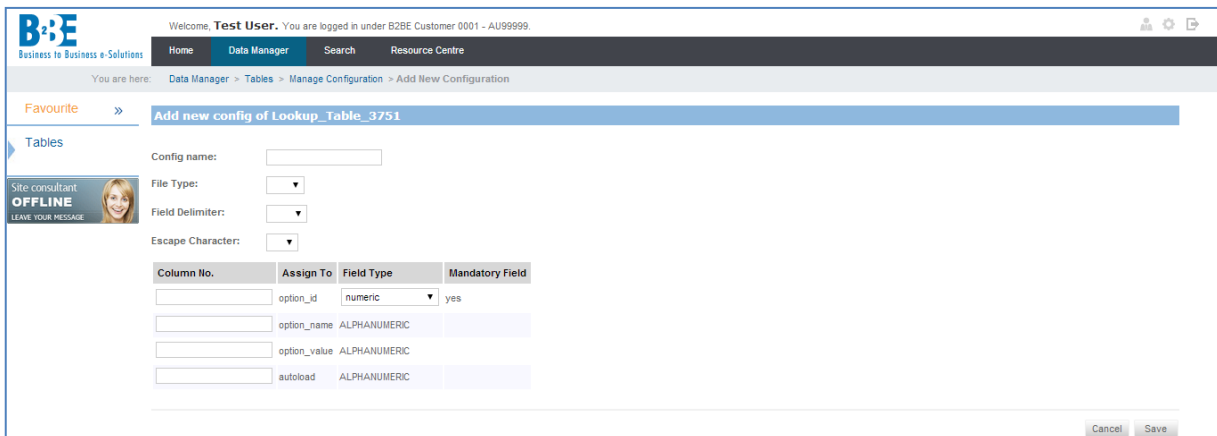 B2BE
Business to Business e-Solutions
Welcome, Test User. You are logged in under B2BE Customer 0001 - AU99999.
Home Data Manager Search Resource Centre
You are here: Data Manager > Tables > Manage Configuration > Add New Configuration
Favourite »
Tables
Site consultant
OFFLINE
LEAVE YOUR MESSAGE
Add new config of Lookup_Table_3751
Config name:
File Type:
Field Delimiter:
Escape Character:
Column No. Assign To Field Type Mandatory Field
option_id numeric yes
option_name ALPHANUMERIC
option_value ALPHANUMERIC
autoload ALPHANUMERIC
Cancel Save